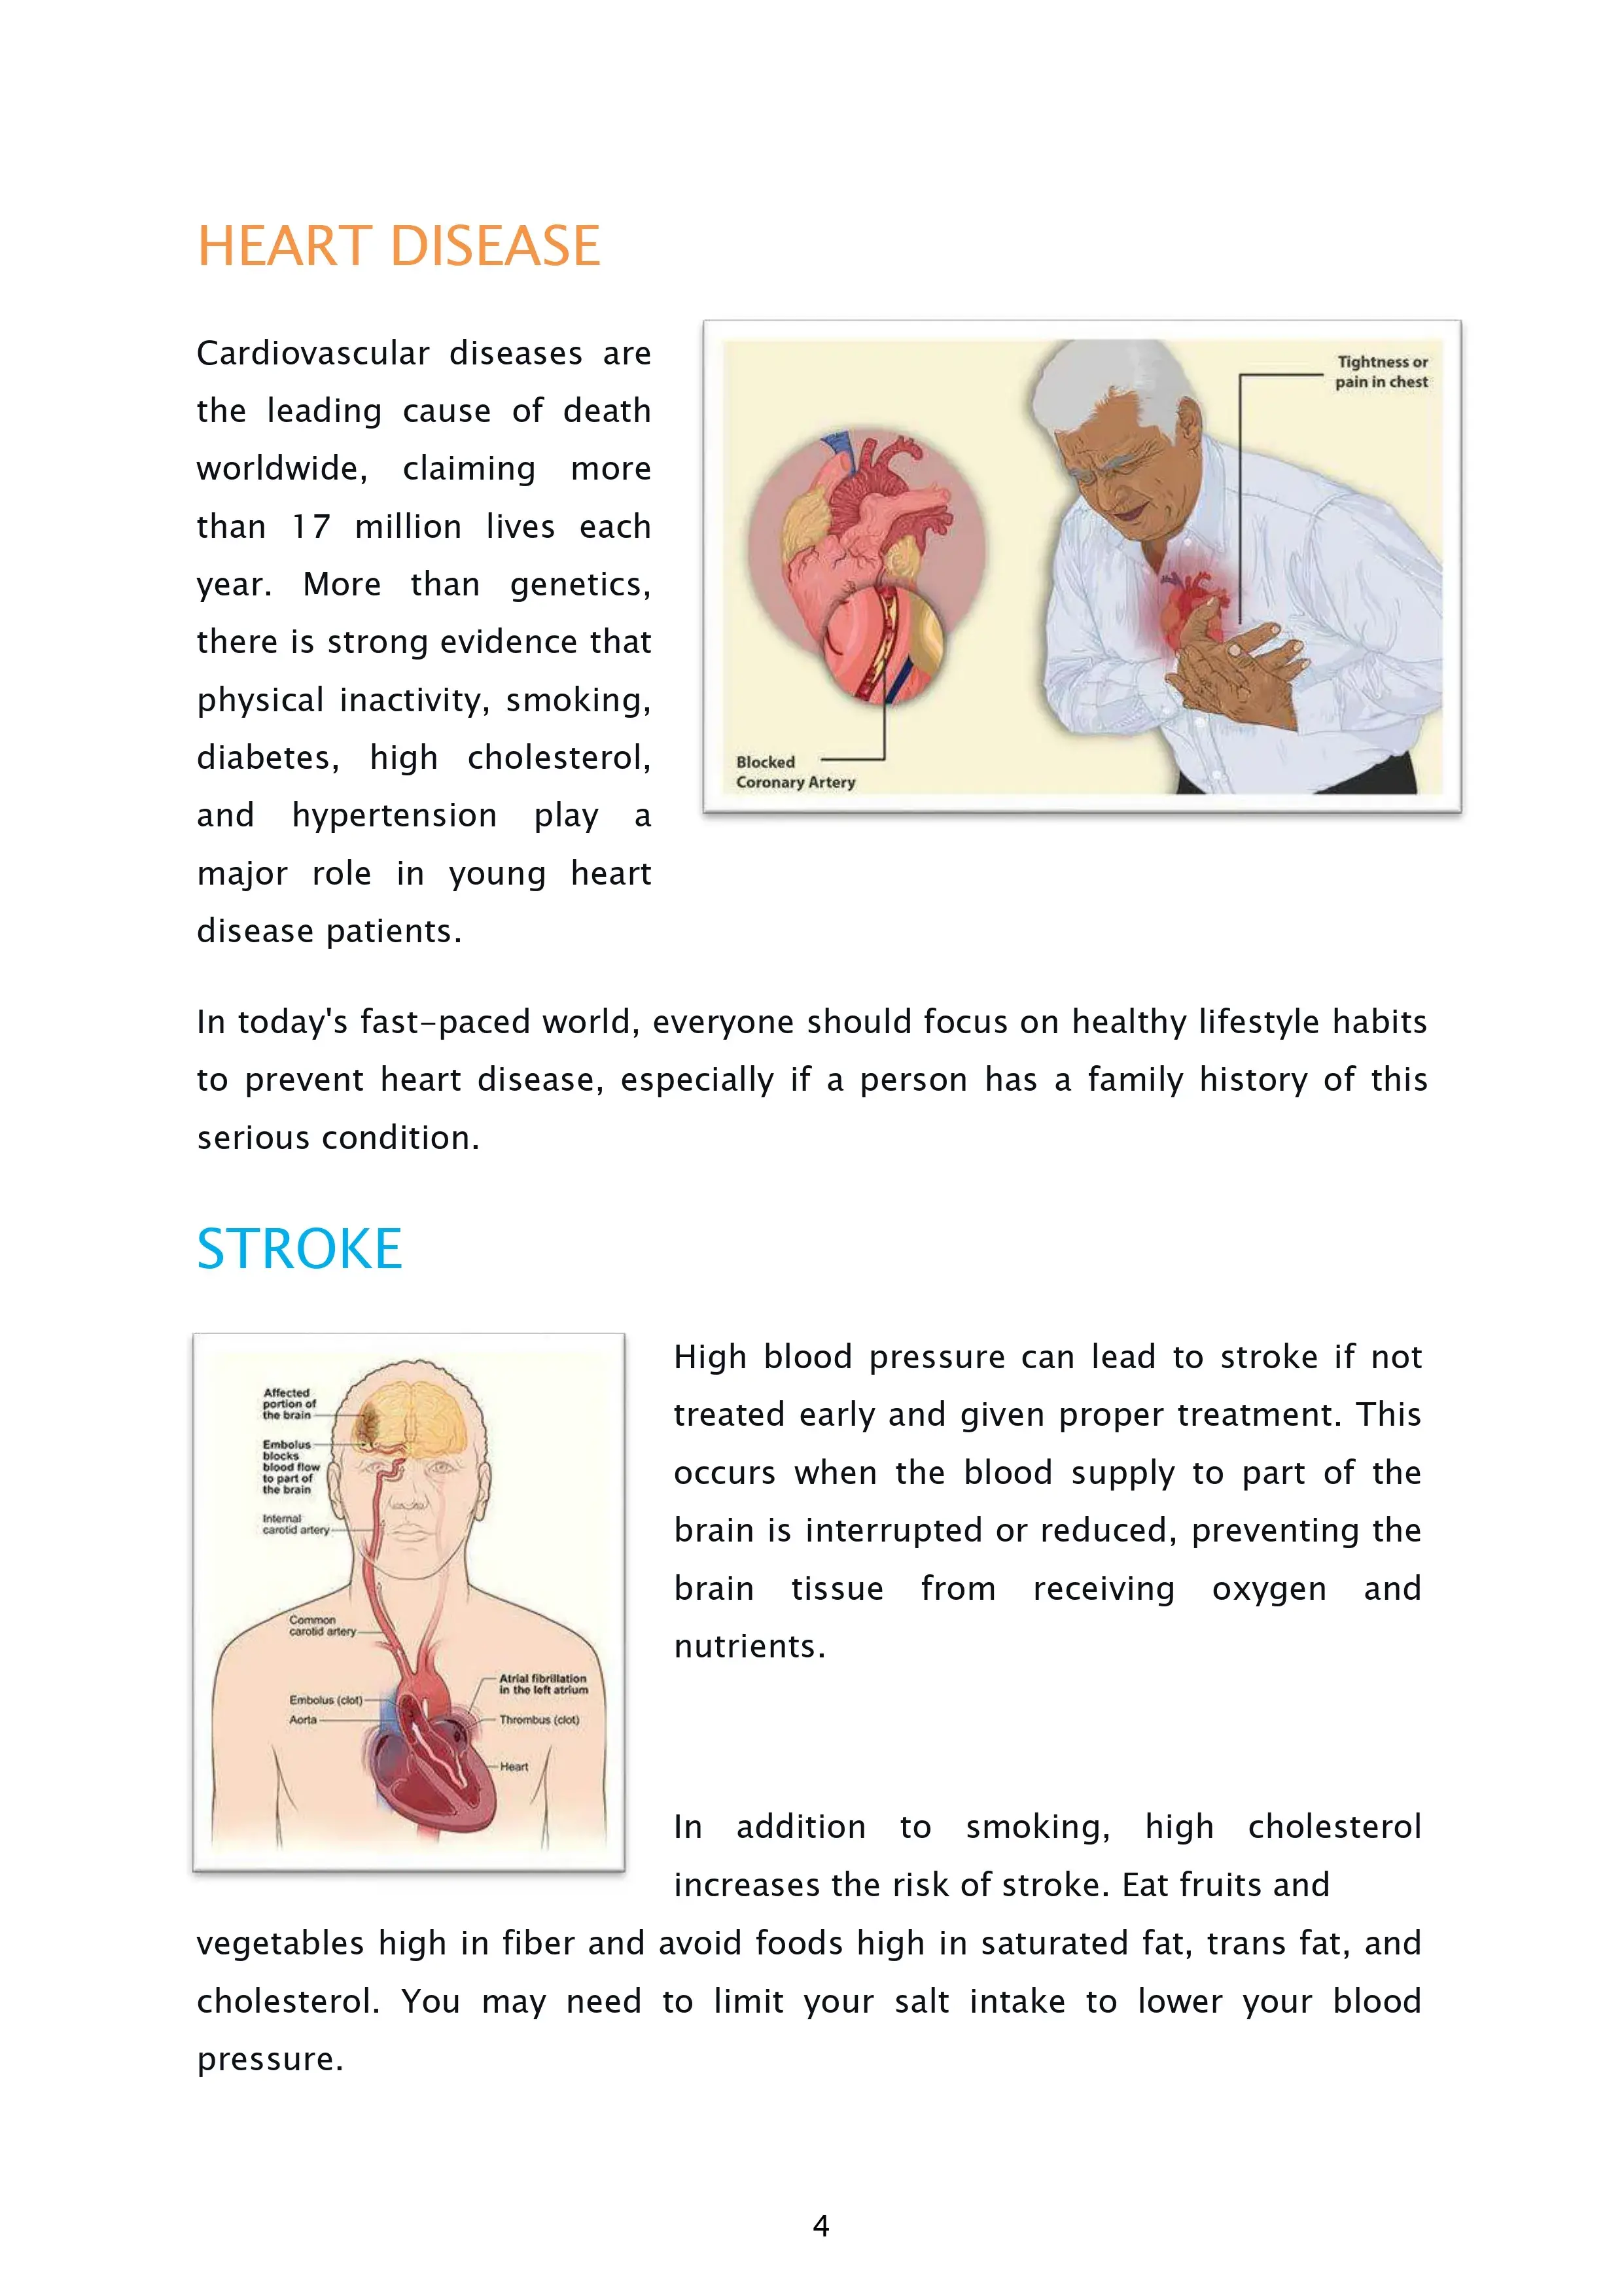 HEART DISEASE
Cardiovascular diseases are
the leading cause of death
worldwide, claiming more
than 17 million lives each
year. More than genetics,
there is strong evidence that
physical inactivity, smoking,
diabetes, high cholesterol,
and hypertension play a
major role in young heart
disease patients.
Tightness or
pain in chest
Blocked
Coronary Artery
In today's fast-paced world, everyone should focus on healthy lifestyle habits
to prevent heart disease, especially if a person has a family history of this
serious condition.
STROKE
Affected
portion of
the brain
Embolus
blocks
blood flow
to part of
the brain
Internal
carotid artery
Common
carotid artery
Embolus (clot)
Aorta
Atrial fibrillation
in the left atrium
Thrombus (clot)
Heart
High blood pressure can lead to stroke if not
treated early and given proper treatment. This
occurs when the blood supply to part of the
brain is interrupted or reduced, preventing the
brain tissue from receiving oxygen and
nutrients.
In addition to smoking, high cholesterol
increases the risk of stroke. Eat fruits and
vegetables high in fiber and avoid foods high in saturated fat, trans fat, and
cholesterol. You may need to limit your salt intake to lower your blood
pressure.
4